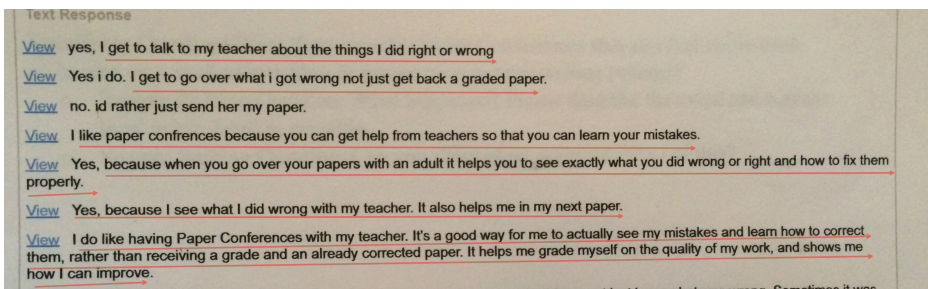 Text Response
View yes, I get to talk to my teacher about the things I did right or wrong
View Yes i do. I get to go over what i got wrong not just get back a graded paper.
View no. id rather just send her my paper.
View I like paper confrences because you can get help from teachers so that you can learn your mistakes.
View Yes, because when you go over your papers with an adult it helps you to see exactly what you did wrong or right and how to fix them
properly.
View Yes, because I see what I did wrong with my teacher. It also helps me in my next paper.
View I do like having Paper Conferences with my teacher. It's a good way for me to actually see my mistakes and learn how to correct
them, rather than receiving a grade and an already corrected paper. It helps me grade myself on the quality of my work, and shows me
how I can improve.